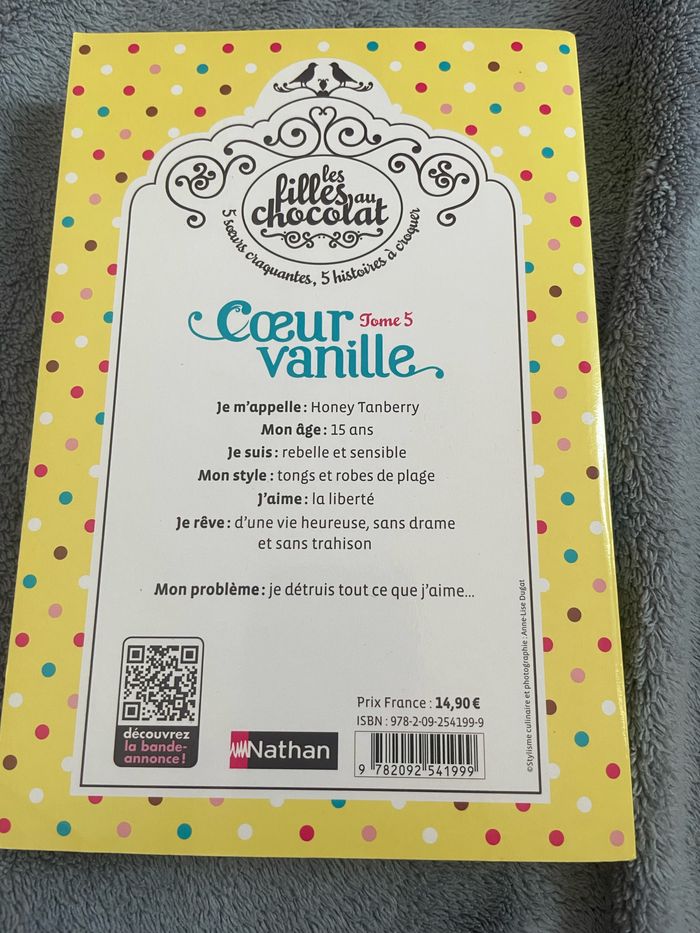 les
filles au
chocolat
5 sœurs craquantes, 5 histoires à croquer
Cœur Tome 5
vanille
Je m'appelle : Honey Tanberry
Mon âge : 15 ans
Je suis : rebelle et sensible
Mon style : tongs et robes de plage
J'aime : la liberté
Je rêve : d'une vie heureuse, sans drame
et sans trahison
Mon problème : je détruis tout ce que j'aime...
découvrez
la bande-
annonce !
Nathan
Prix France : 14,90 €
ISBN : 978-2-09-254199-9
9 782092 541999
©Stylisme culinaire et photographie : Anne-Lise Dugat